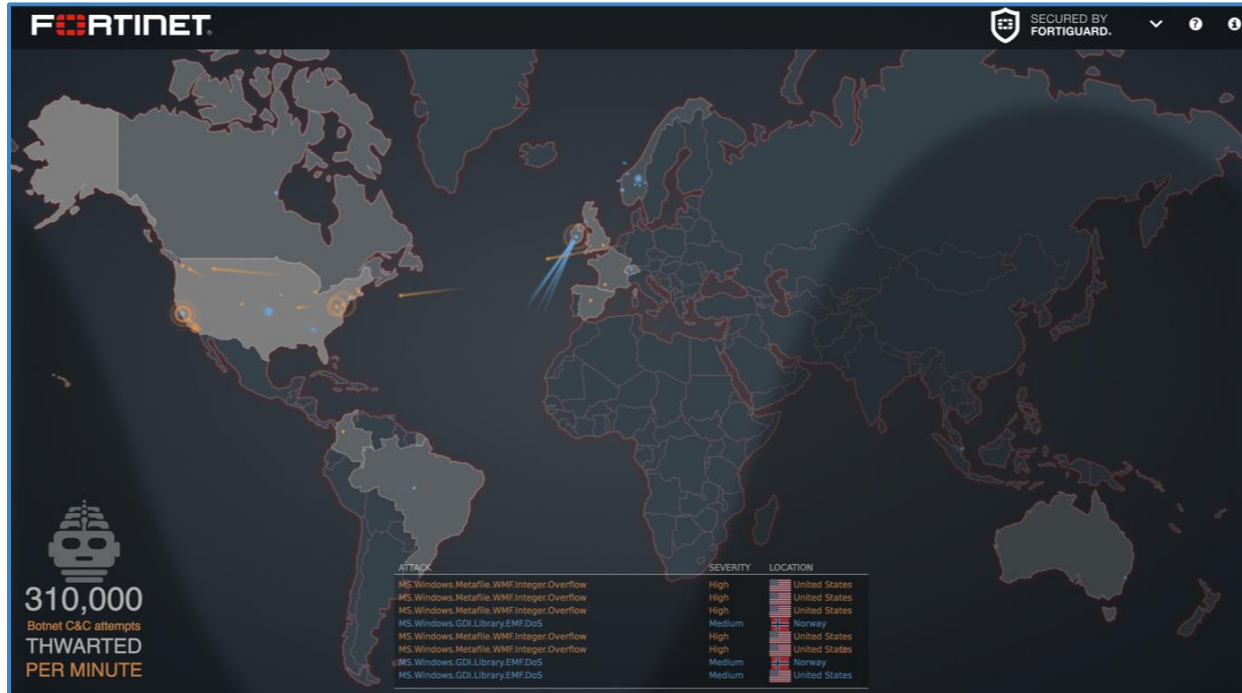 FORTINET
SECURED BY
FORTIGUARD
ATTACK SEVERITY LOCATION
MS.Windows.Metafile.WMF.Integer.Overflow High United States
MS.Windows.Metafile.WMF.Integer.Overflow High United States
MS.Windows.Metafile.WMF.Integer.Overflow High United States
MS.Windows.GDI.Library.EMF.DoS Medium Norway
MS.Windows.Metafile.WMF.Integer.Overflow High United States
MS.Windows.Metafile.WMF.Integer.Overflow High United States
MS.Windows.GDI.Library.EMF.DoS Medium Norway
MS.Windows.GDI.Library.EMF.DoS Medium United States
310,000
Botnet C&C attempts
THWARTED
PER MINUTE